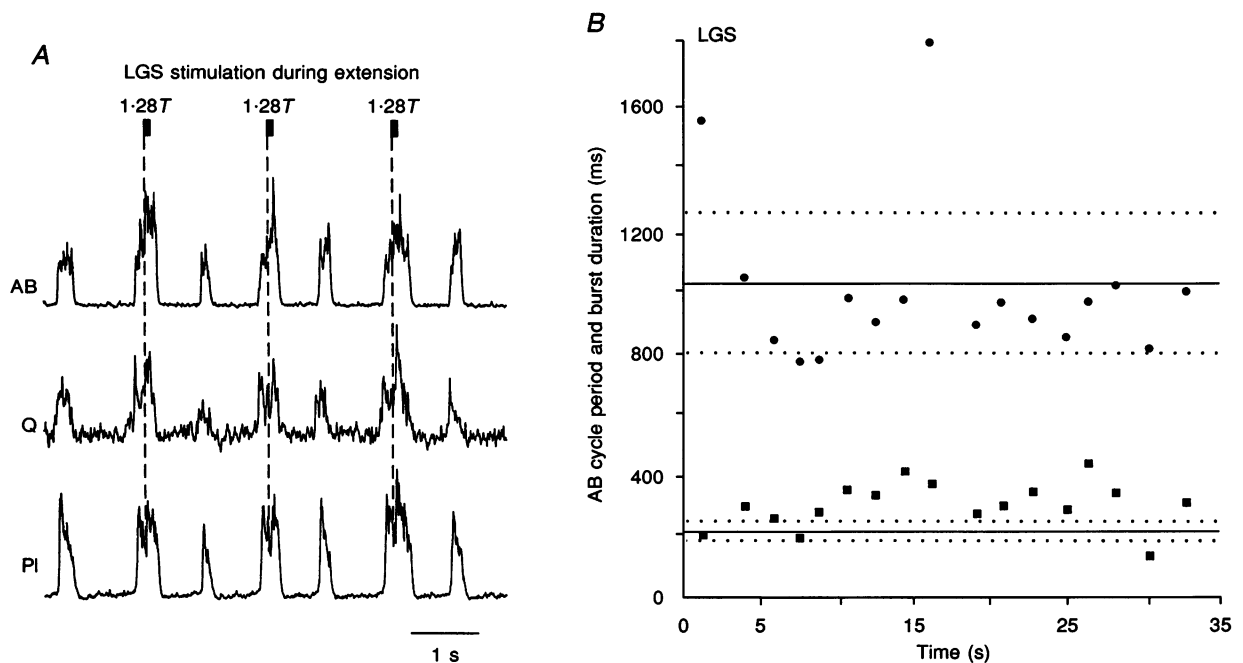 A
LGS stimulation during extension
1·28T 1·28T 1·28T
AB
Q
PI
1 s
B
LGS
AB cycle period and burst duration (ms)
1600
1200
800
400
0
0 5 15 25 35
Time (s)